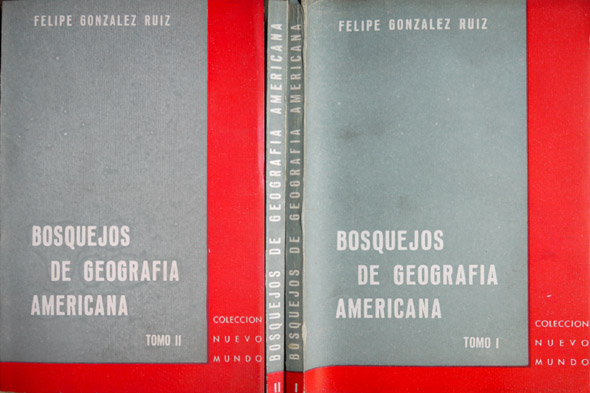 FELIPE GONZALEZ RUIZ
BOSQUEJOS
DE GEOGRAFIA
AMERICANA
TOMO II
COLECCION
NUEVO
MUNDO
BOSQUEJOS DE GEOGRAFIA AMERICANA
II
BOSQUEJOS DE GEOGRAFIA AMERICANA
I
FELIPE GONZALEZ RUIZ
BOSQUEJOS
DE GEOGRAFIA
AMERICANA
TOMO I
COLECCION
NUEVO
MUNDO